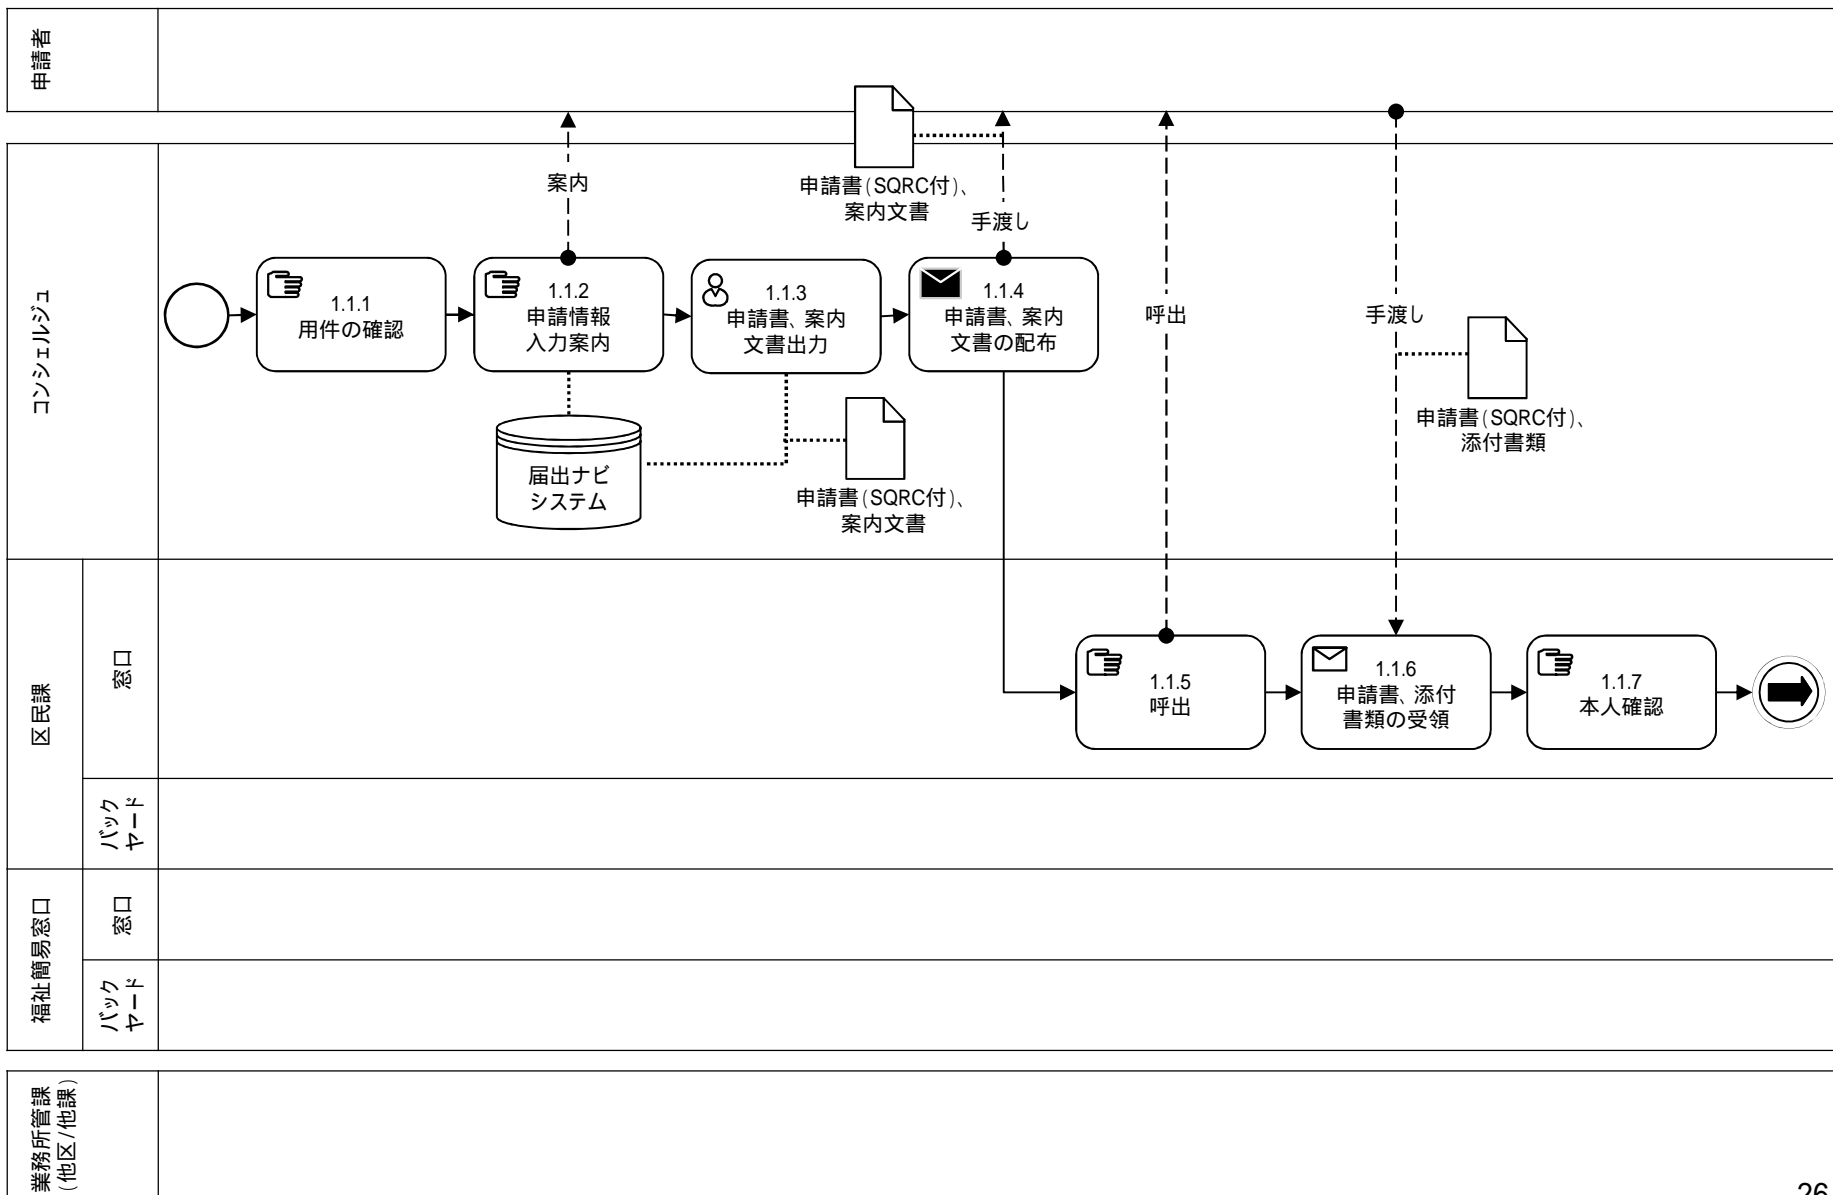 申請者
コンシェルジュ
案内
申請書(SQRC付)、
案内文書
手渡し
呼出
手渡し
1.1.1
用件の確認
1.1.2
申請情報
入力案内
1.1.3
申請書、案内
文書出力
1.1.4
申請書、案内
文書の配布
届出ナビ
システム
申請書(SQRC付)、
案内文書
申請書(SQRC付)、
添付書類
区民課
窓口
1.1.5
呼出
1.1.6
申請書、添付
書類の受領
1.1.7
本人確認
バック
ヤード
福祉簡易窓口
窓口
バック
ヤード
業務所管課
(他区/他課)
26